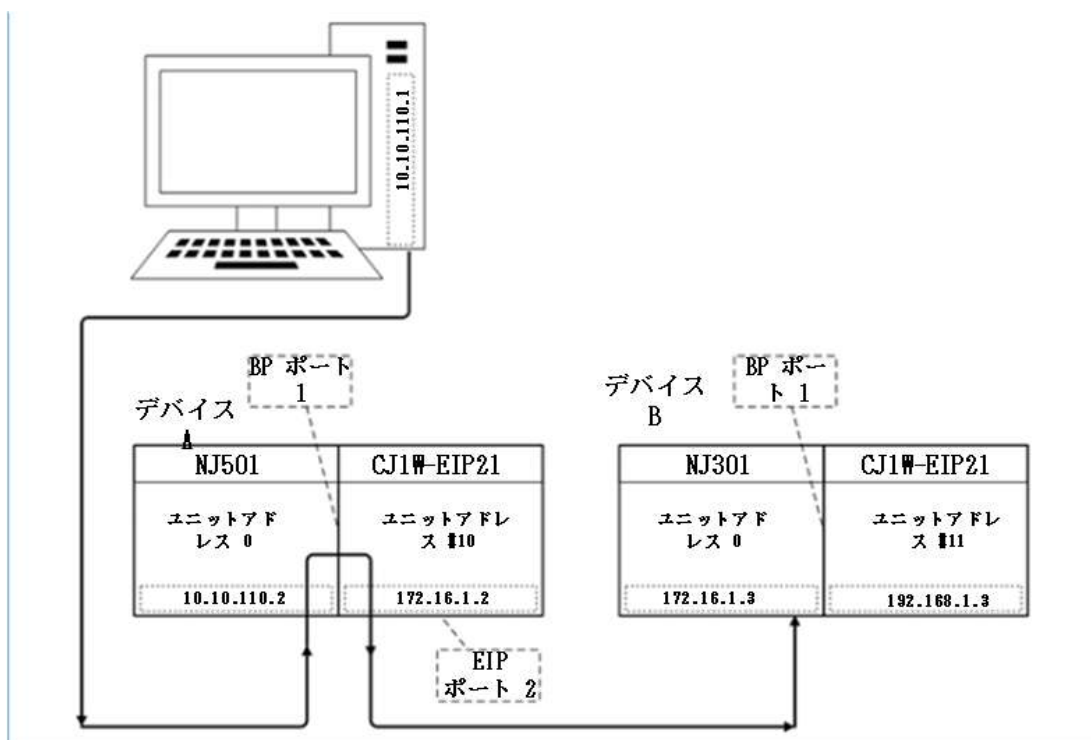 10.10.110.1
BP ポート
1
デバイス
A
BP ポー
ト 1
デバイス
B
NJ501
CJ1W-EIP21
ユニットアド
レス 0
ユニットアドレ
ス #10
10.10.110.2
172.16.1.2
NJ301
CJ1W-EIP21
ユニットアド
レス 0
ユニットアドレ
ス #11
172.16.1.3
192.168.1.3
EIP
ポート 2